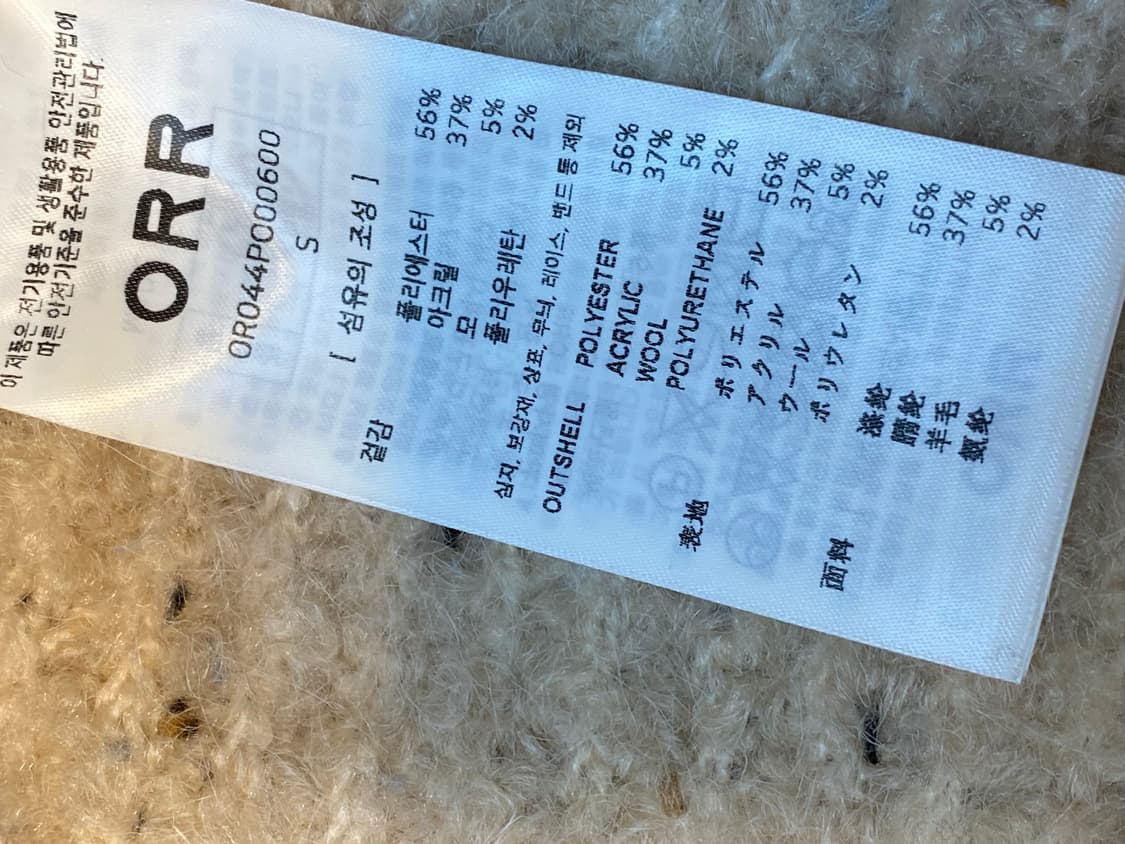 이 제품은 전기용품 및 생활용품 안전관리법에
따른 안전기준을 준수한 제품입니다.
ORR
OR044P000600
S
[ 섬유의 조성 ]
겉감 폴리에스터 56%
아크릴 37%
모 5%
폴리우레탄 2%
심지, 보강재, 상표, 무늬, 레이스, 밴드 등 제외
OUTSHELL POLYESTER 56%
ACRYLIC 37%
WOOL 5%
POLYURETHANE 2%
表地 ポリエステル 56%
アクリル 37%
ウール 5%
ポリウレタン 2%
面料 涤纶 56%
腈纶 37%
羊毛 5%
氨纶 2%